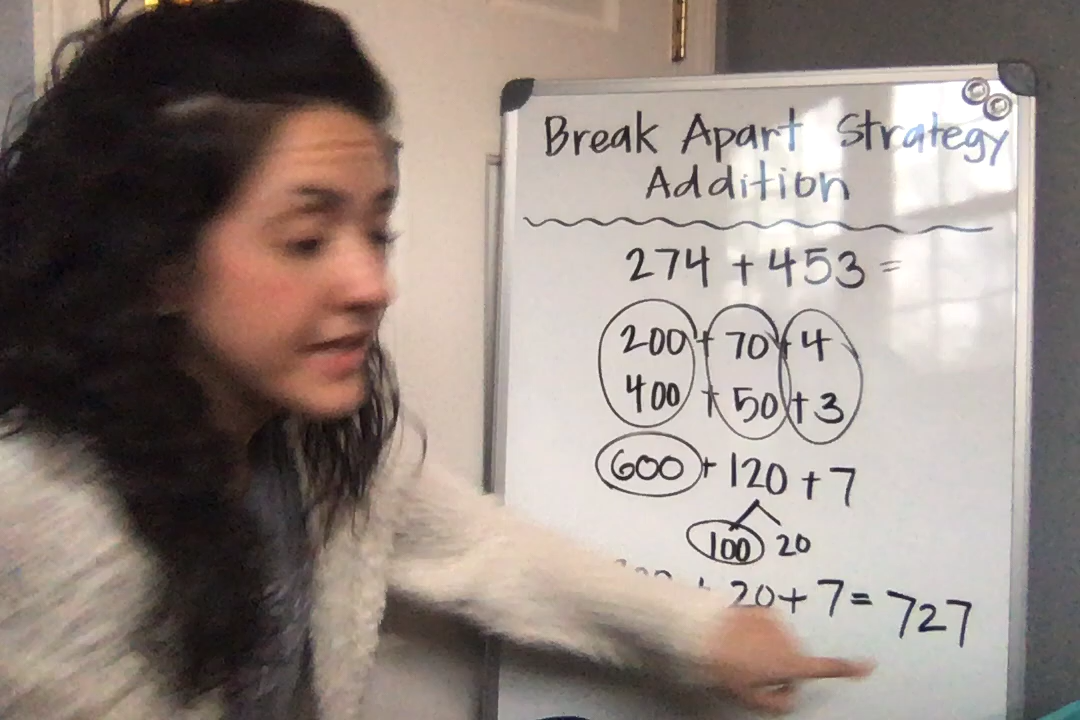 Break Apart Strategy
Addition
274 + 453 =
200 + 70 + 4
400 + 50 + 3
600 + 120 + 7
100 20
+ 20 + 7 = 727